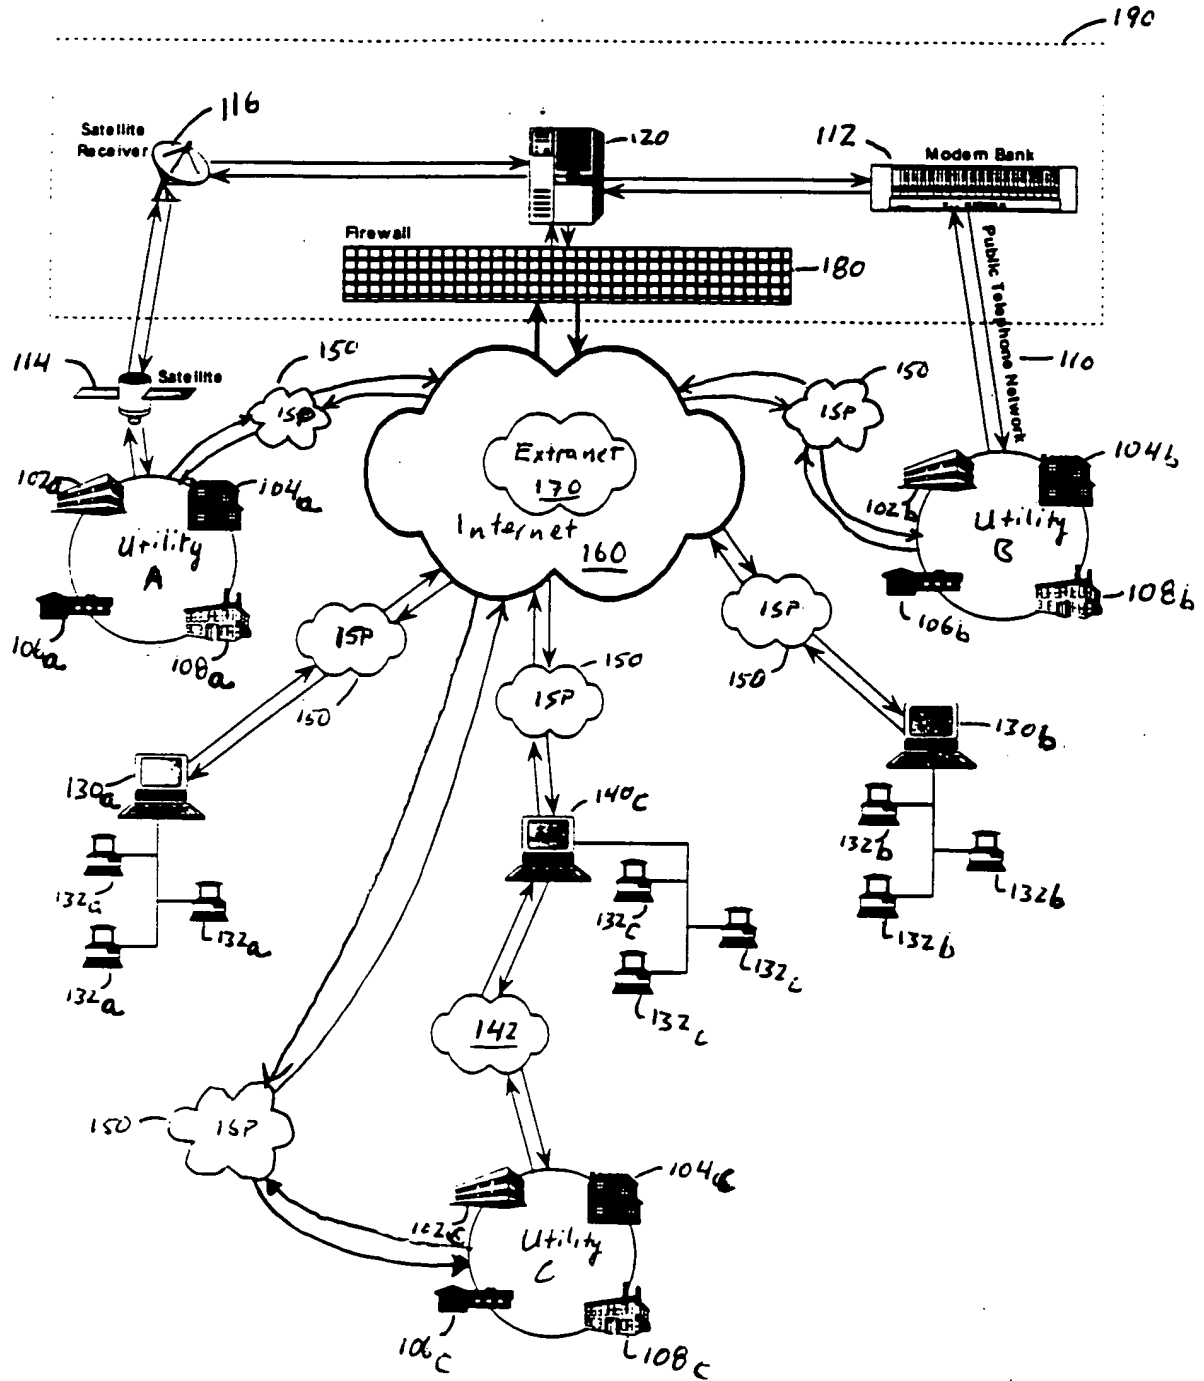 190
116
Satellite
Receiver
120
112
Modem Bank
Firewall
180
Public Telephone Network
110
114
Satellite
150
ISP
150
ISP
Extranet
170
Internet
160
102a
104a
Utility
A
106a
108a
104b
102b
Utility
B
106b
108b
ISP
150
ISP
150
150
ISP
130a
140c
130b
132a
132a
132a
132c
132c
132c
132b
132b
132b
142
150
ISP
104c
102c
Utility
C
106c
108c